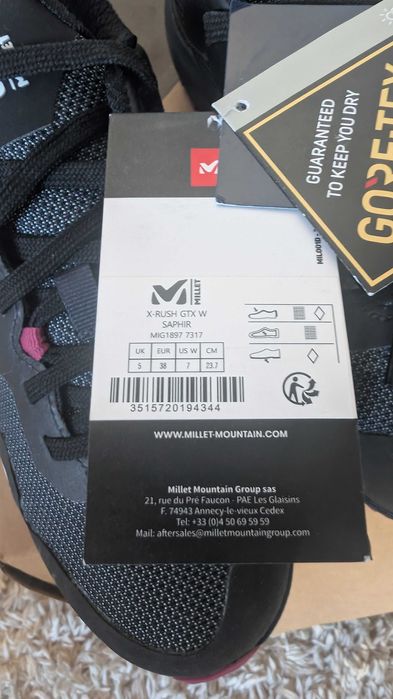 GUARANTEED
TO KEEP YOU DRY
GORE-TEX
MILLET
X-RUSH GTX W
SAPHIR
MIG1897 7317
UK EUR US W CM
5 38 7 23.7
3515720194344
WWW.MILLET-MOUNTAIN.COM
Millet Mountain Group sas
21, rue du Pré Faucon - PAE Les Glaisins
F. 74943 Annecy-le-vieux Cedex
Tel: +33 (0)4 50 69 59 59
Mail: aftersales@milletmountaingroup.com